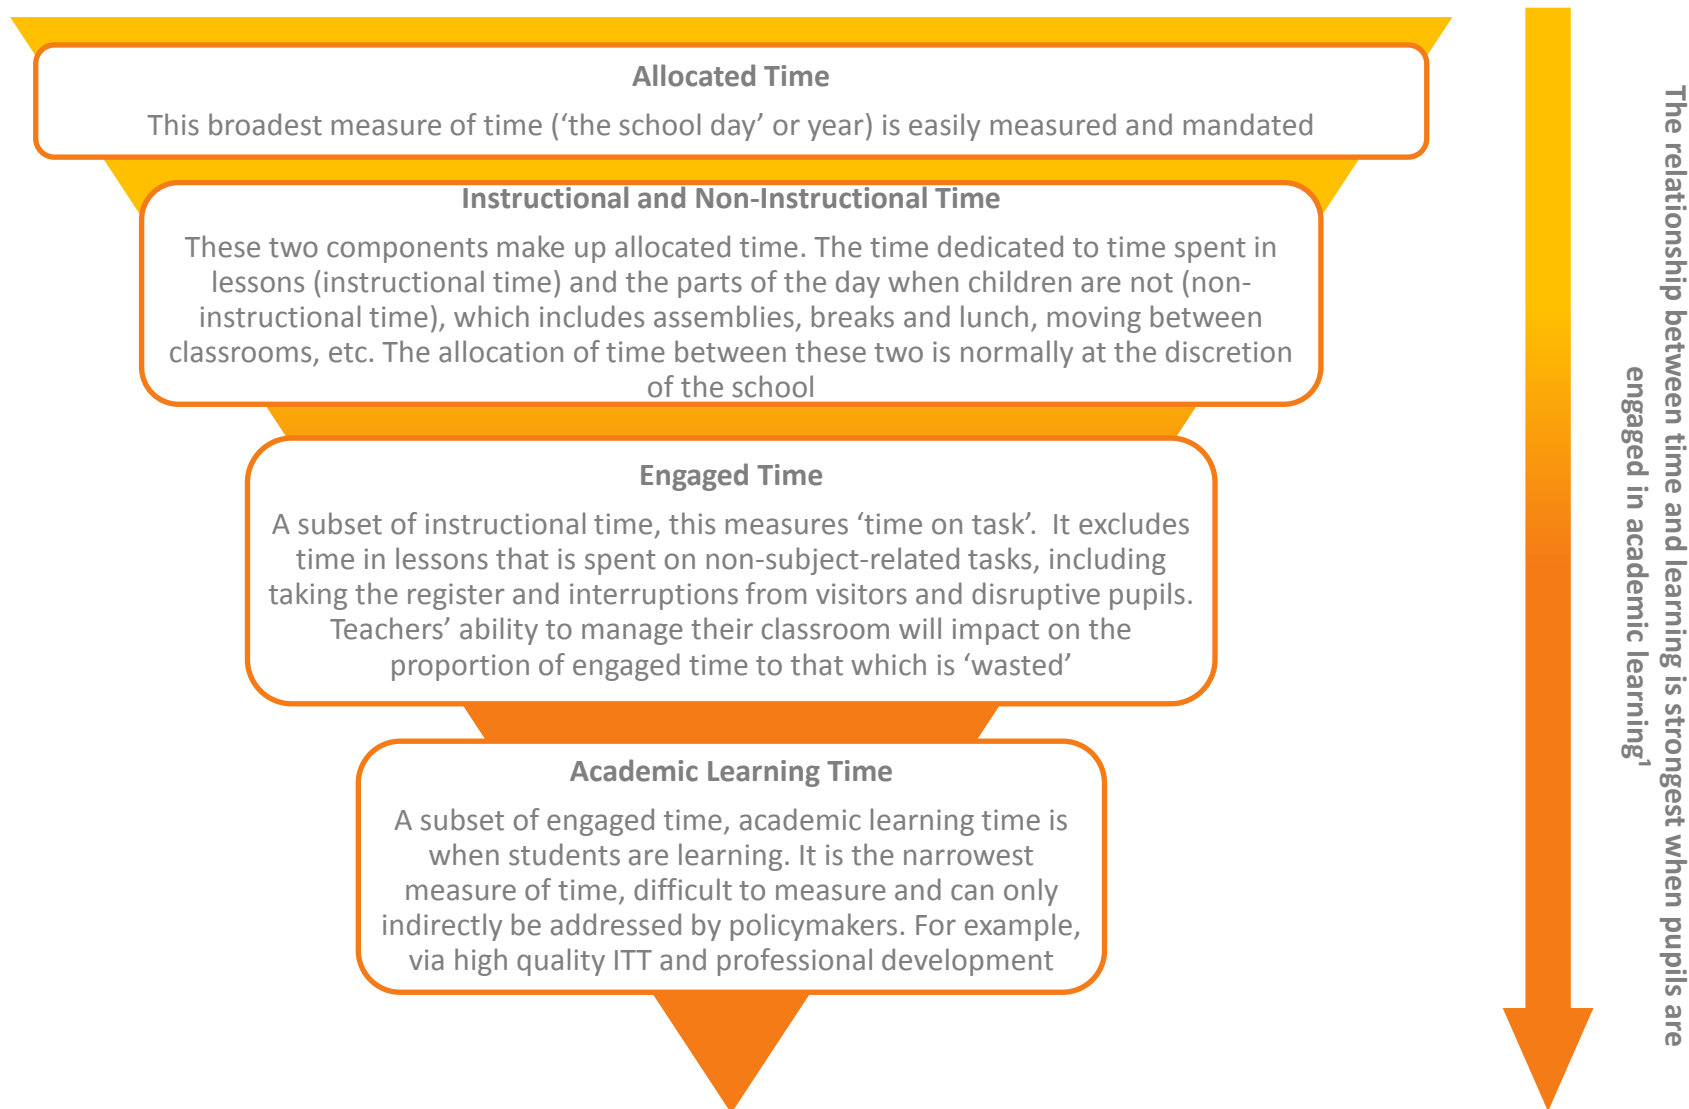 Allocated Time
This broadest measure of time (‘the school day’ or year) is easily measured and mandated
Instructional and Non-Instructional Time
These two components make up allocated time. The time dedicated to time spent in
lessons (instructional time) and the parts of the day when children are not (non-
instructional time), which includes assemblies, breaks and lunch, moving between
classrooms, etc. The allocation of time between these two is normally at the discretion
of the school
Engaged Time
A subset of instructional time, this measures ‘time on task’.  It excludes
time in lessons that is spent on non-subject-related tasks, including
taking the register and interruptions from visitors and disruptive pupils.
Teachers’ ability to manage their classroom will impact on the
proportion of engaged time to that which is ‘wasted’
Academic Learning Time
A subset of engaged time, academic learning time is
when students are learning. It is the narrowest
measure of time, difficult to measure and can only
indirectly be addressed by policymakers. For example,
via high quality ITT and professional development
The relationship between time and learning is strongest when pupils are
engaged in academic learning¹